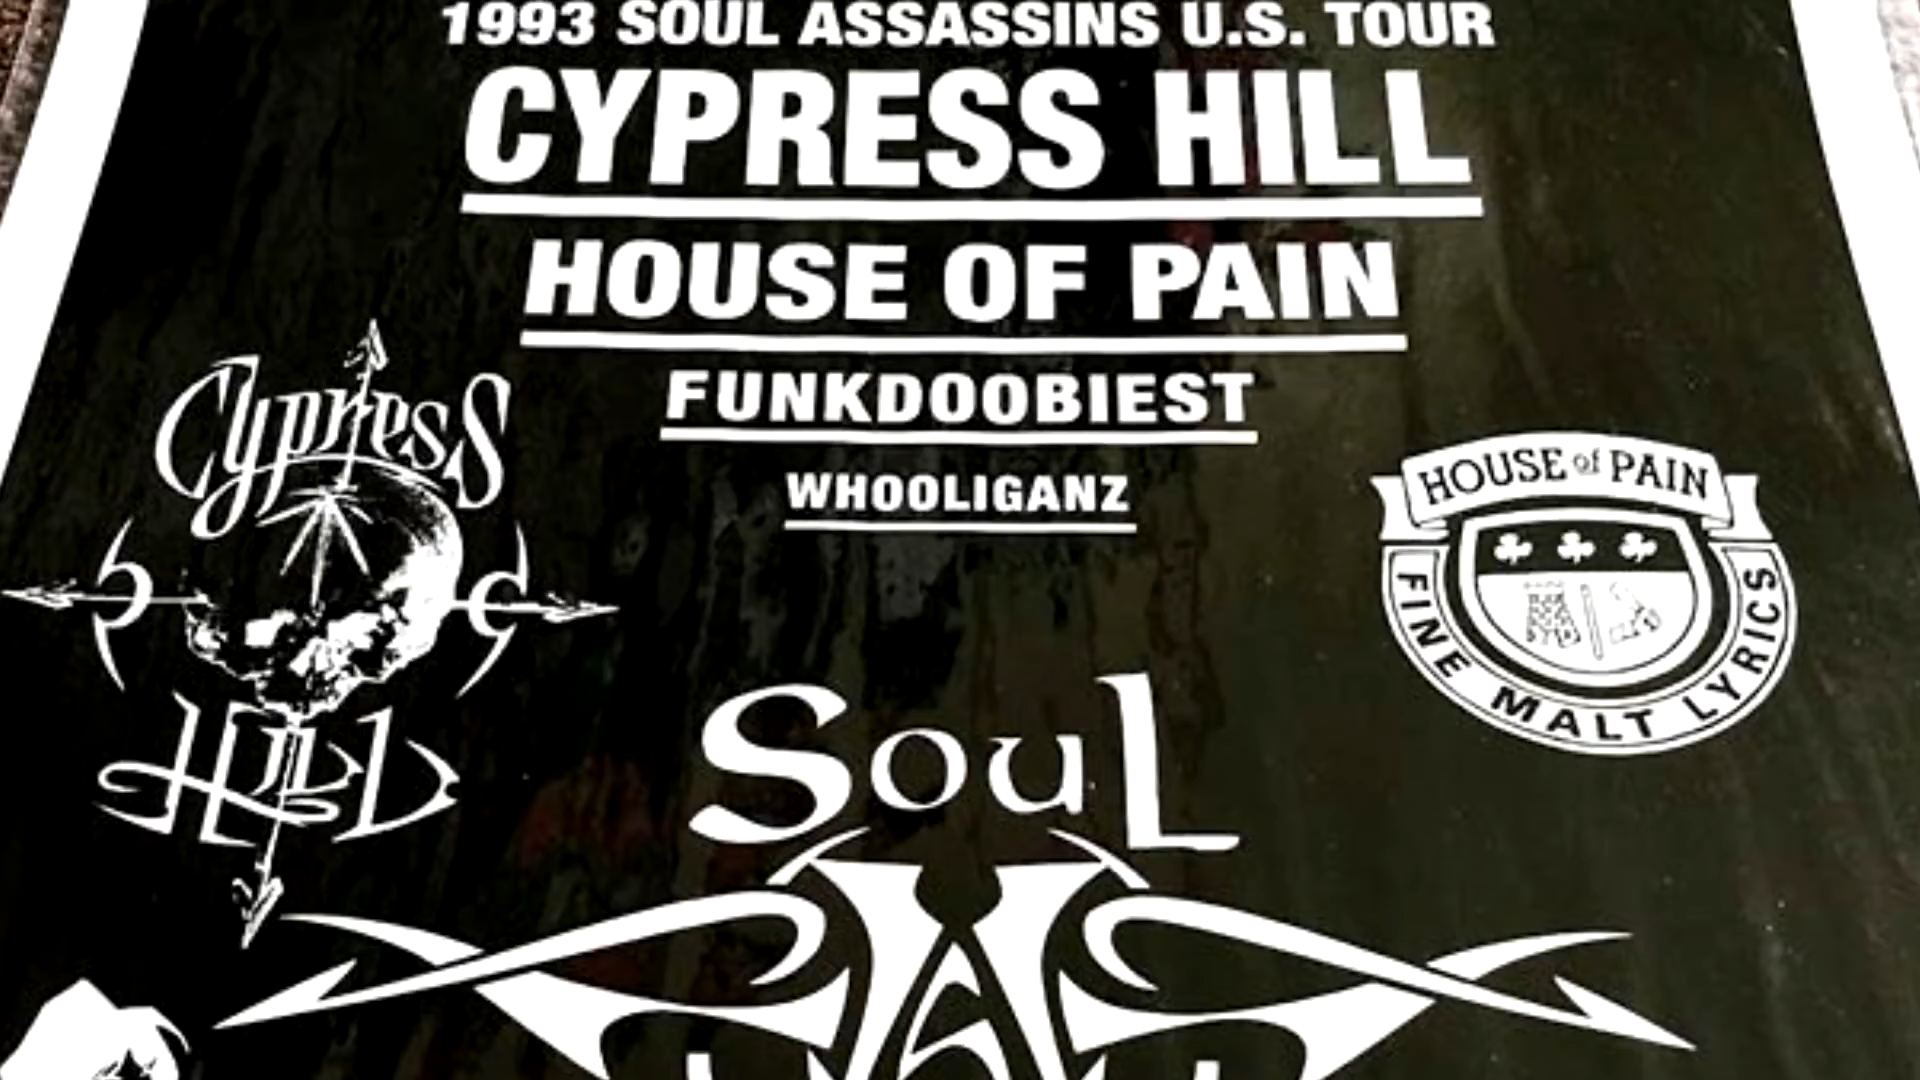 1993 SOUL ASSASSINS U.S. TOUR
CYPRESS HILL
HOUSE OF PAIN
FUNKDOOBIEST
WHOOLIGANZ
Cypress
Hill
HOUSE of PAIN
FINE MALT LYRICS
Soul